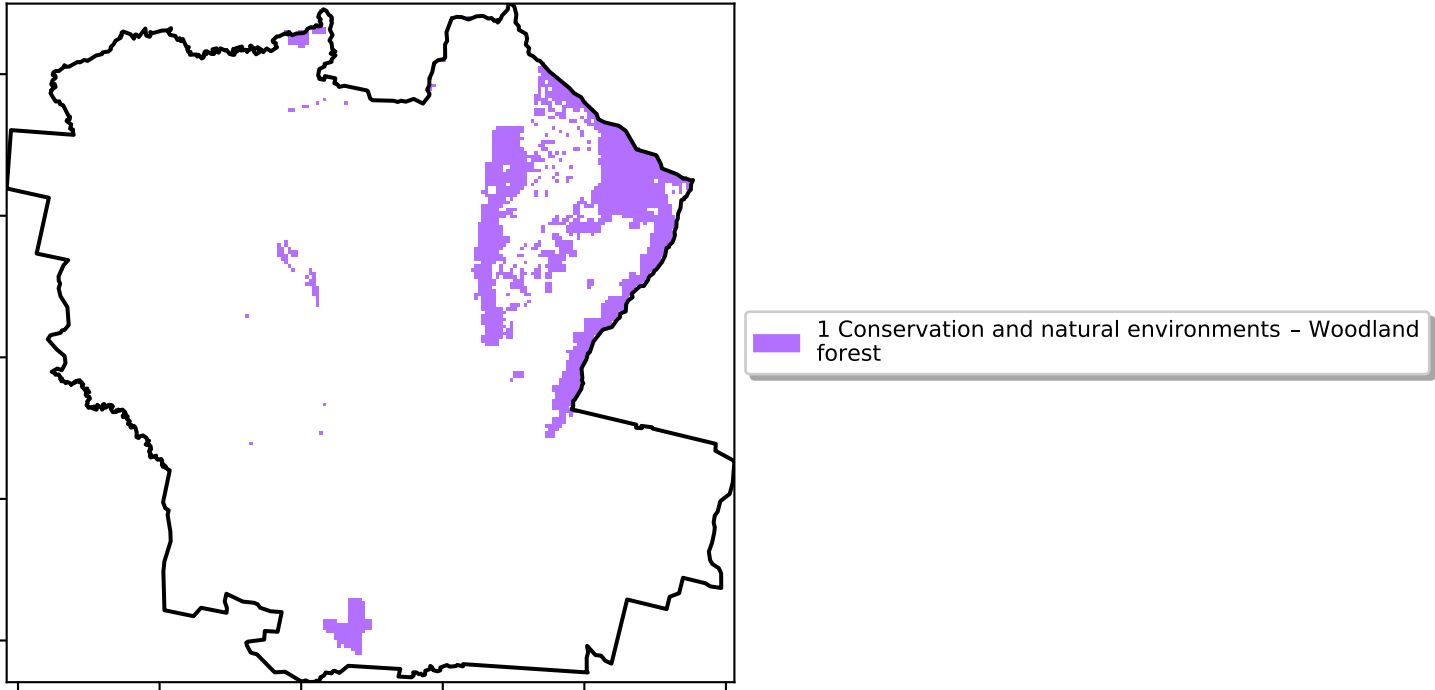 1 Conservation and natural environments – Woodland
forest